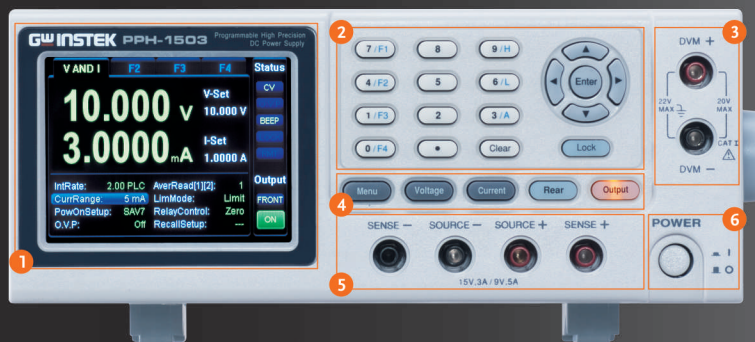 GWINSTEK PPH-1503 Programmable High Precision
DC Power Supply
V AND I F2 F3 F4 Status
10.000 V
V-Set
10.000 V
3.0000 mA
I-Set
1.0000 A
CV
BEEP
IntRate: 2.00 PLC AverRead[1][2]: 1
CurrRange: 5 mA LimMode: Limit
PowOnSetup: SAV7 RelayControl: Zero
O.V.P: Off RecallSetup: ---
Output
FRONT
ON
1
2
7/F1 8 9/H
4/F2 5 6/L
1/F3 2 3/A
0/F4 • Clear
Enter
Lock
3
DVM +
22V
MAX
20V
MAX
CAT I
DVM −
4
Menu Voltage Current Rear Output
5
SENSE − SOURCE − SOURCE + SENSE +
15V,3A / 9V,5A
6
POWER
I
O